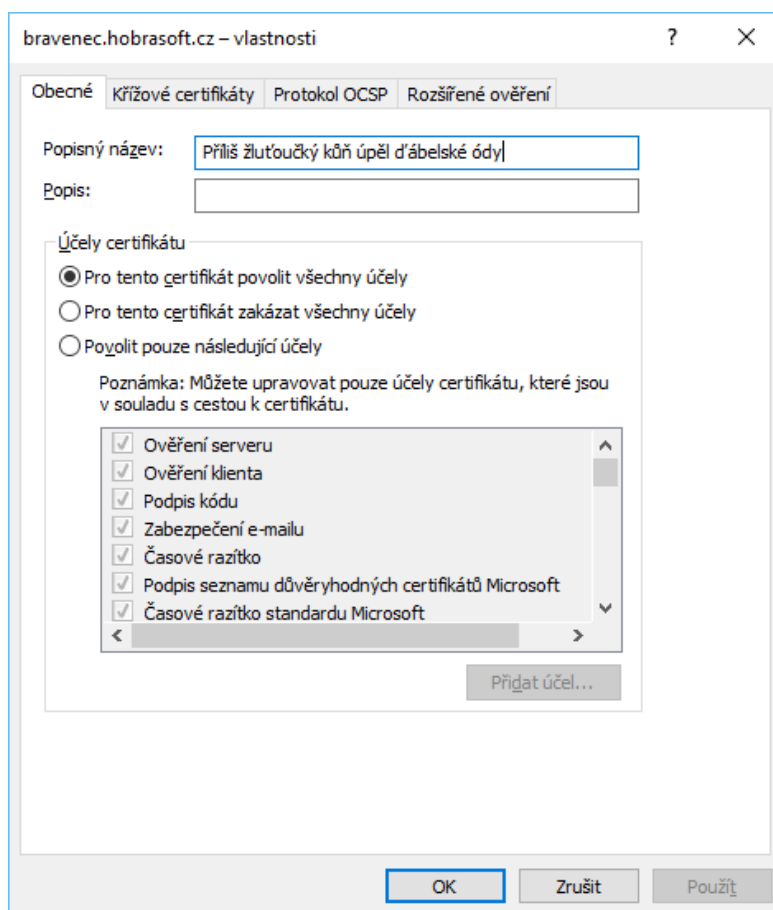 bravenec.hobrasoft.cz – vlastnosti
?
Obecné Křížové certifikáty Protokol OCSP Rozšířené ověření
Popisný název: Příliš žluťoučký kůň úpěl ďábelské ódy
Popis:
Účely certifikátu
Pro tento certifikát povolit všechny účely
Pro tento certifikát zakázat všechny účely
Povolit pouze následující účely
Poznámka: Můžete upravovat pouze účely certifikátu, které jsou
v souladu s cestou k certifikátu.
Ověření serveru
Ověření klienta
Podpis kódu
Zabezpečení e-mailu
Časové razítko
Podpis seznamu důvěryhodných certifikátů Microsoft
Časové razítko standardu Microsoft
Přidat účel...
OK Zrušit Použít